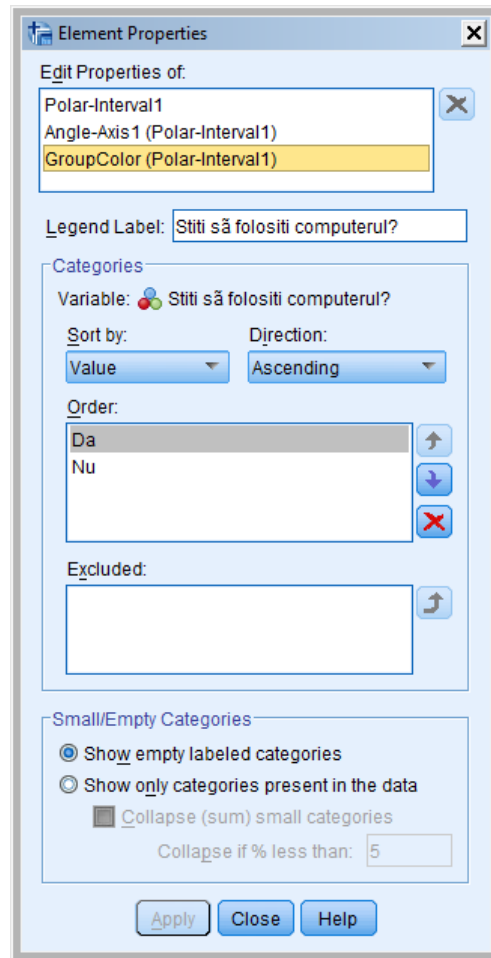 Element Properties
Edit Properties of:
Polar-Interval1
Angle-Axis1 (Polar-Interval1)
GroupColor (Polar-Interval1)
Legend Label: Stiti sã folositi computerul?
Categories
Variable: Stiti sã folositi computerul?
Sort by: Direction:
Value Ascending
Order:
Da
Nu
Excluded:
Small/Empty Categories
Show empty labeled categories
Show only categories present in the data
Collapse (sum) small categories
Collapse if % less than: 5
Apply Close Help